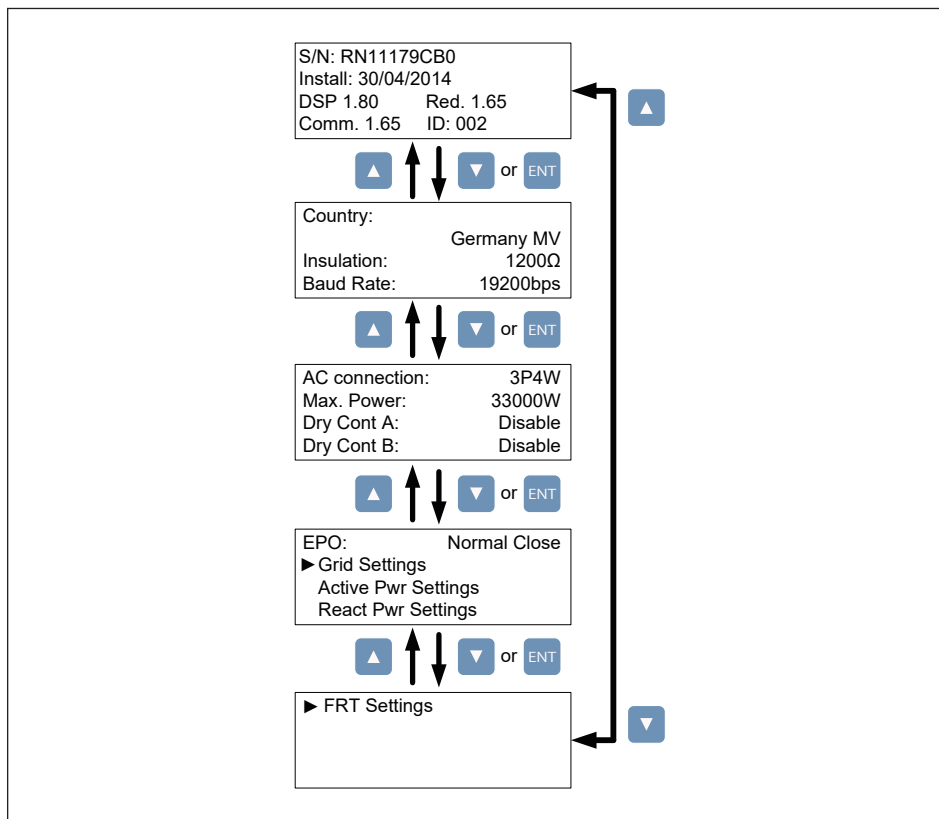 S/N: RN11179CB0
Install: 30/04/2014
DSP 1.80 Red. 1.65
Comm. 1.65 ID: 002
or ENT
Country:
Germany MV
Insulation: 1200Ω
Baud Rate: 19200bps
or ENT
AC connection: 3P4W
Max. Power: 33000W
Dry Cont A: Disable
Dry Cont B: Disable
or ENT
EPO: Normal Close
Grid Settings
Active Pwr Settings
React Pwr Settings
or ENT
FRT Settings